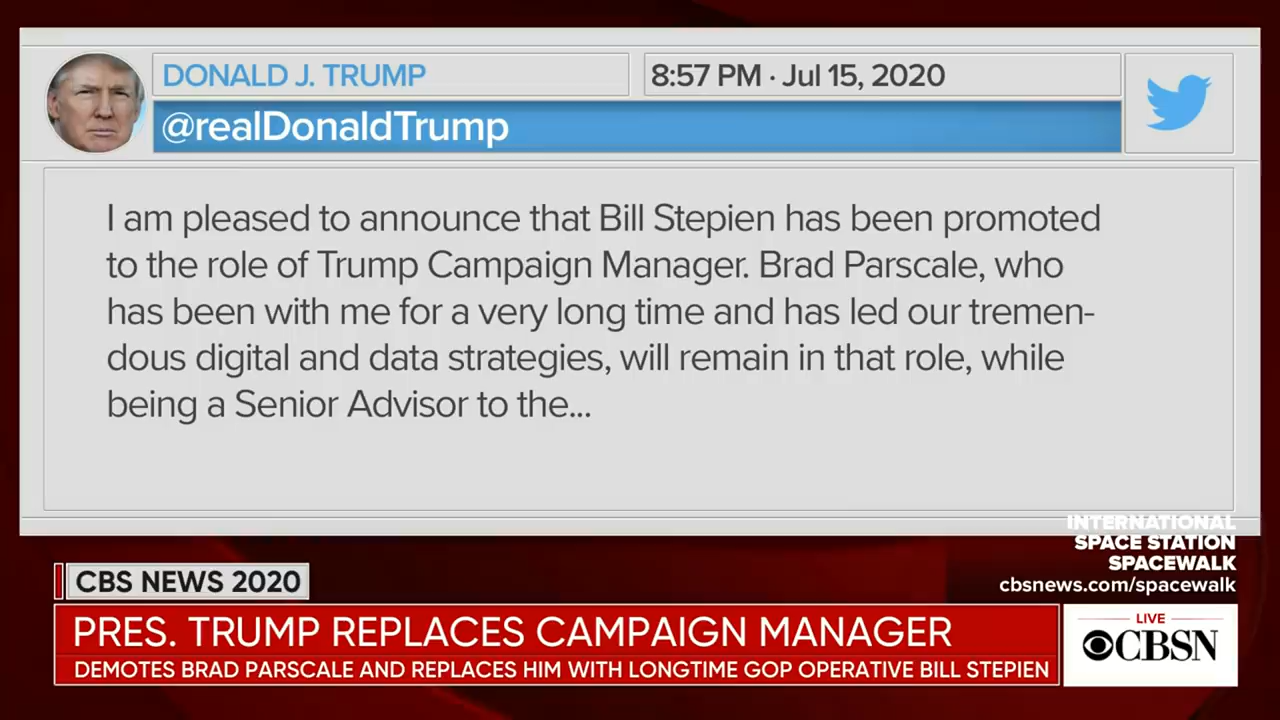 DONALD J. TRUMP
8:57 PM · Jul 15, 2020
@realDonaldTrump
I am pleased to announce that Bill Stepien has been promoted
to the role of Trump Campaign Manager. Brad Parscale, who
has been with me for a very long time and has led our tremen-
dous digital and data strategies, will remain in that role, while
being a Senior Advisor to the...
INTERNATIONAL
SPACE STATION
SPACEWALK
cbsnews.com/spacewalk
CBS NEWS 2020
PRES. TRUMP REPLACES CAMPAIGN MANAGER
DEMOTES BRAD PARSCALE AND REPLACES HIM WITH LONGTIME GOP OPERATIVE BILL STEPIEN
LIVE
CBSN